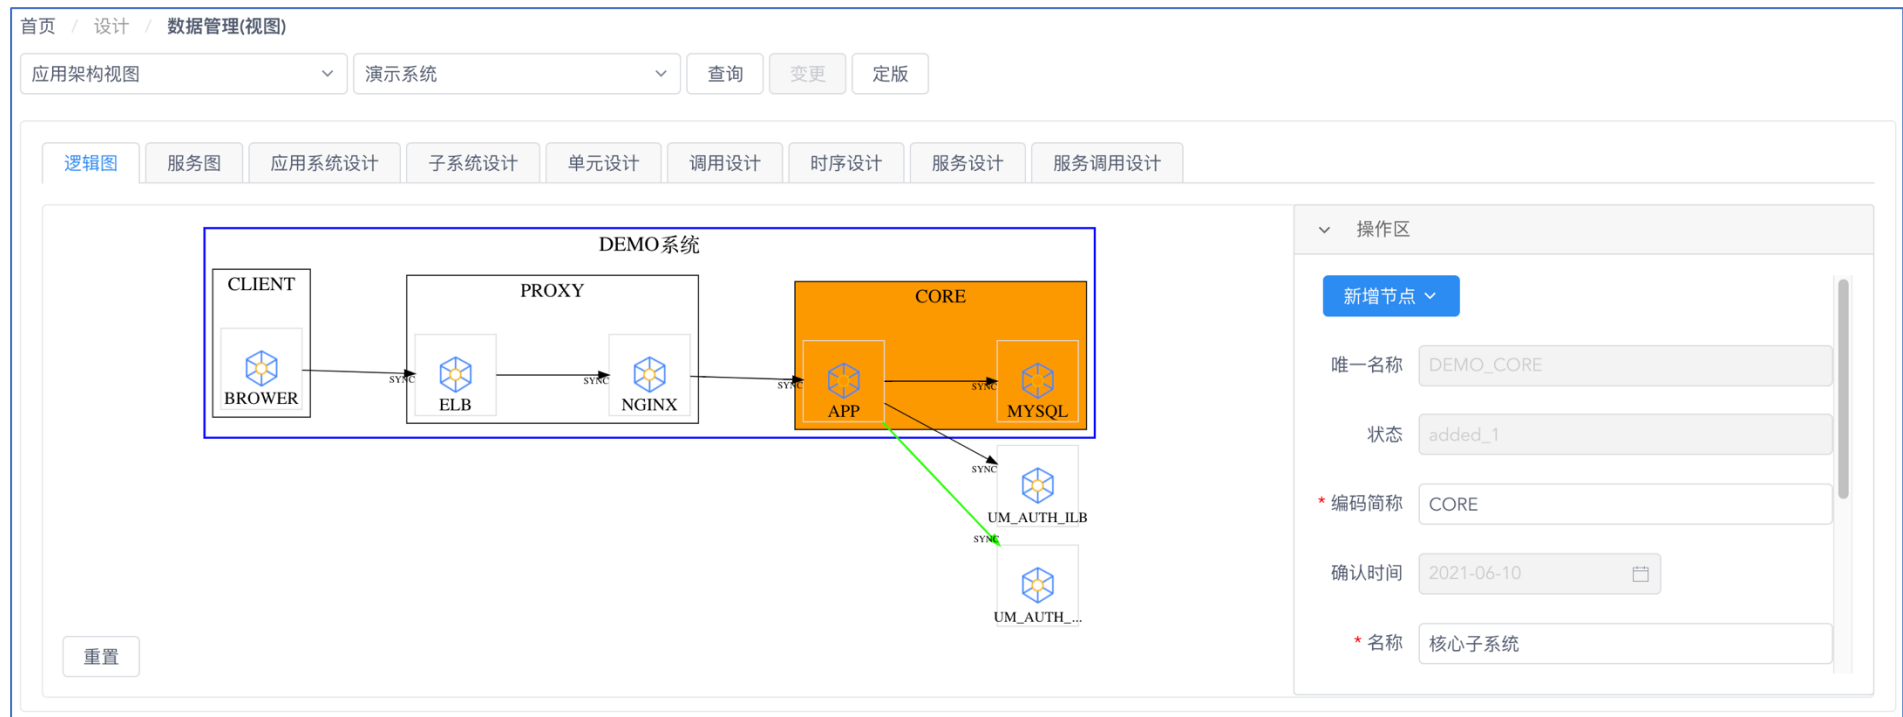 首页 / 设计 / 数据管理(视图)
应用架构视图 演示系统 查询 变更 定版
逻辑图 服务图 应用系统设计 子系统设计 单元设计 调用设计 时序设计 服务设计 服务调用设计
DEMO系统
CLIENT
PROXY
CORE
BROWER
SYNC
ELB
SYNC
NGINX
SYNC
APP
SYNC
MYSQL
SYNC
UM_AUTH_ILB
SYNC
UM_AUTH_...
重置
操作区
新增节点
唯一名称 DEMO_CORE
状态 added_1
* 编码简称 CORE
确认时间 2021-06-10
* 名称 核心子系统